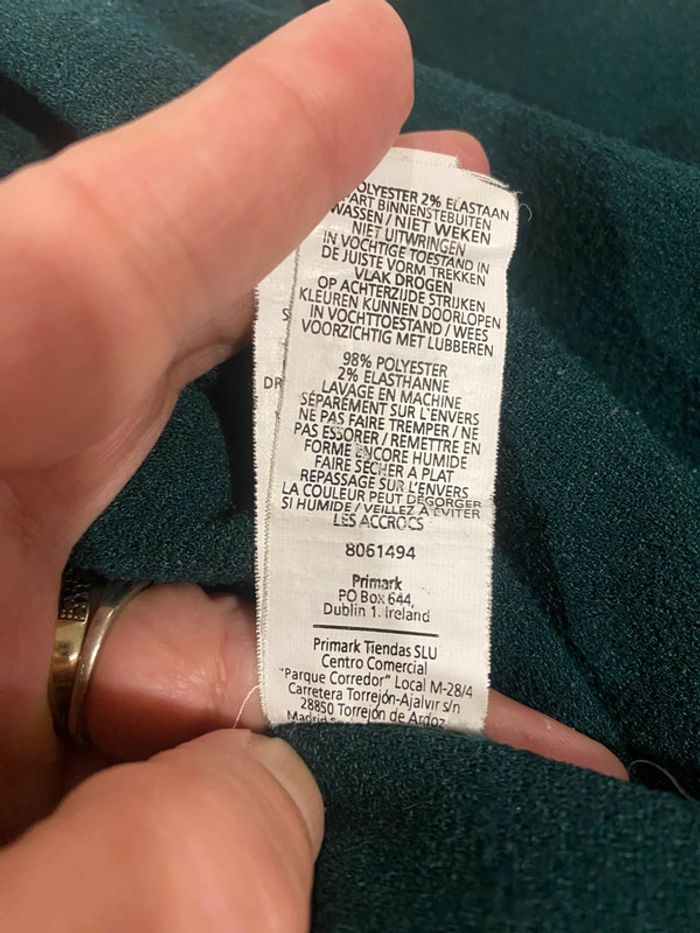 POLYESTER 2% ELASTAAN
APART BINNENSTEBUITEN
WASSEN / NIET WEKEN
NIET UITWRINGEN
IN VOCHTIGE TOESTAND IN
DE JUISTE VORM TREKKEN
VLAK DROGEN
OP ACHTERZIJDE STRIJKEN
KLEUREN KUNNEN DOORLOPEN
IN VOCHTTOESTAND / WEES
VOORZICHTIG MET LUBBEREN
98% POLYESTER
2% ELASTHANNE
LAVAGE EN MACHINE
SÉPARÉMENT SUR L'ENVERS
NE PAS FAIRE TREMPER / NE
PAS ESSORER / REMETTRE EN
FORME ENCORE HUMIDE
FAIRE SÉCHER A PLAT
REPASSAGE SUR L'ENVERS
LA COULEUR PEUT DÉGORGER
SI HUMIDE / VEILLEZ À ÉVITER
LES ACCROCS
8061494
Primark
PO Box 644,
Dublin 1. Ireland
Primark Tiendas SLU
Centro Comercial
"Parque Corredor" Local M-28/4
Carretera Torrejón-Ajalvir s/n
28850 Torrejón de Ardoz
Madrid
DR